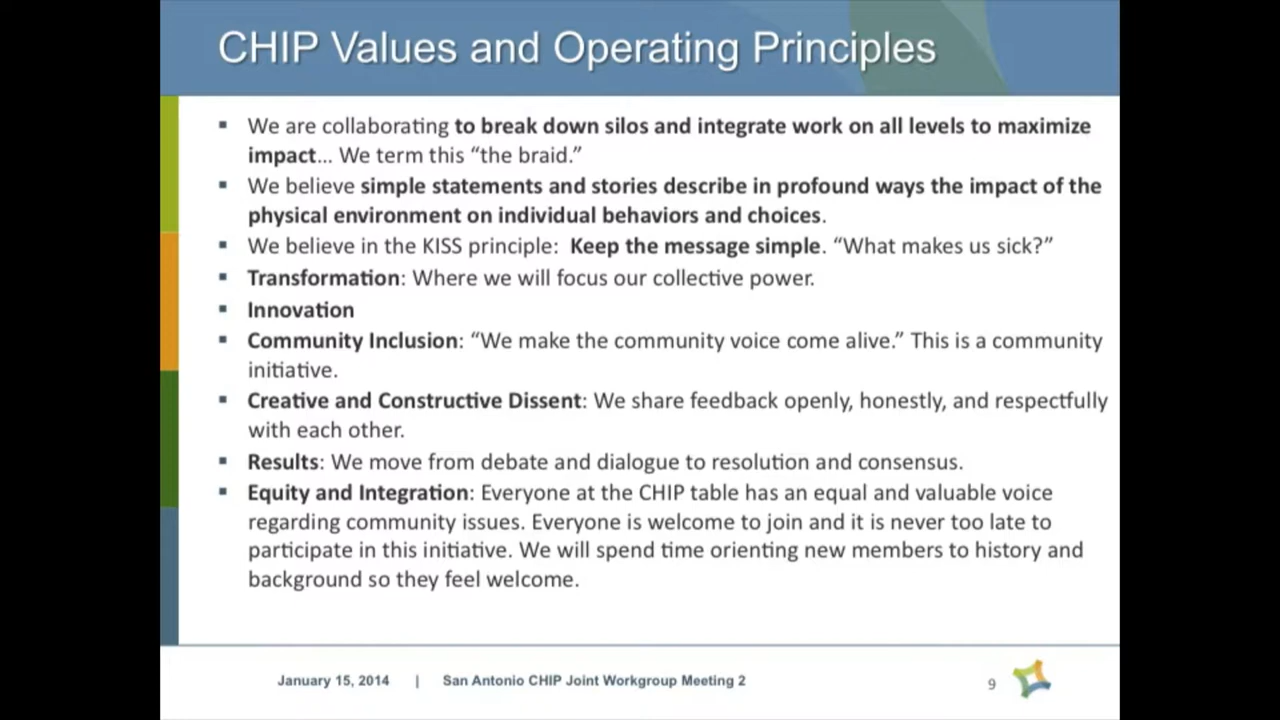 CHIP Values and Operating Principles
▪ We are collaborating to break down silos and integrate work on all levels to maximize
impact… We term this “the braid.”
▪ We believe simple statements and stories describe in profound ways the impact of the
physical environment on individual behaviors and choices.
▪ We believe in the KISS principle:  Keep the message simple. “What makes us sick?”
▪ Transformation: Where we will focus our collective power.
▪ Innovation
▪ Community Inclusion: “We make the community voice come alive.” This is a community
initiative.
▪ Creative and Constructive Dissent: We share feedback openly, honestly, and respectfully
with each other.
▪ Results: We move from debate and dialogue to resolution and consensus.
▪ Equity and Integration: Everyone at the CHIP table has an equal and valuable voice
regarding community issues. Everyone is welcome to join and it is never too late to
participate in this initiative. We will spend time orienting new members to history and
background so they feel welcome.
January 15, 2014 | San Antonio CHIP Joint Workgroup Meeting 2 9